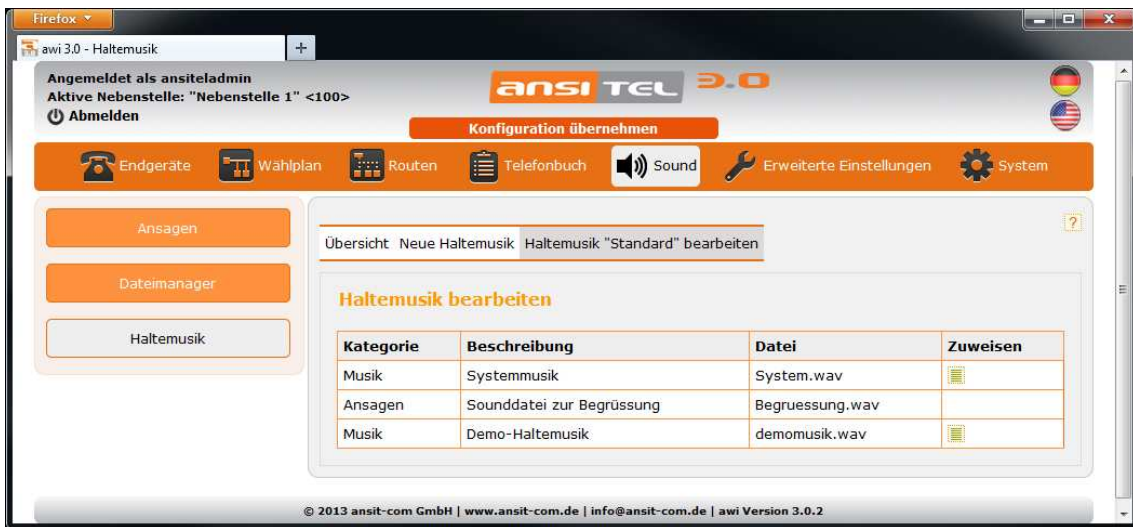 Firefox
awi 3.0 - Haltemusik
Angemeldet als ansiteladmin
Aktive Nebenstelle: "Nebenstelle 1" <100>
Abmelden
ansi TEL 3.0
Konfiguration übernehmen
Endgeräte Wählplan Routen Telefonbuch Sound Erweiterte Einstellungen System
Ansagen
Dateimanager
Haltemusik
?
Übersicht Neue Haltemusik Haltemusik "Standard" bearbeiten
Haltemusik bearbeiten
Kategorie Beschreibung Datei Zuweisen
Musik Systemmusik System.wav
Ansagen Sounddatei zur Begrüssung Begruessung.wav
Musik Demo-Haltemusik demomusik.wav
© 2013 ansit-com GmbH | www.ansit-com.de | info@ansit-com.de | awi Version 3.0.2